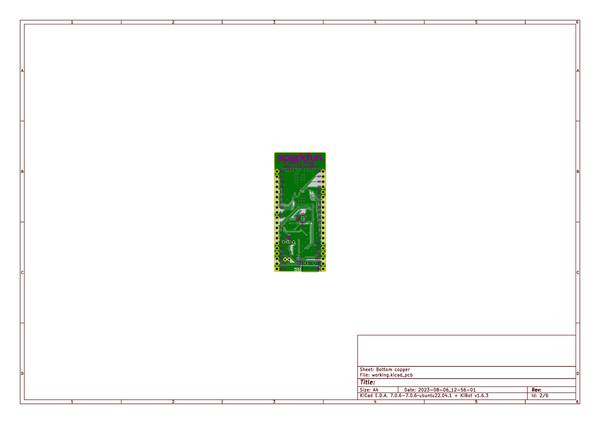 1 2 3 4 5 6
A A
B B
C C
Sheet: Bottom copper
File: working.kicad_pcb
Title:
D D
Size: A4 Date: 2023-08-06_12-56-01 Rev:
KiCad E.D.A. 7.0.6-7.0.6~ubuntu22.04.1 + KiBot v1.6.3 Id: 2/6
1 2 3 4 5 6